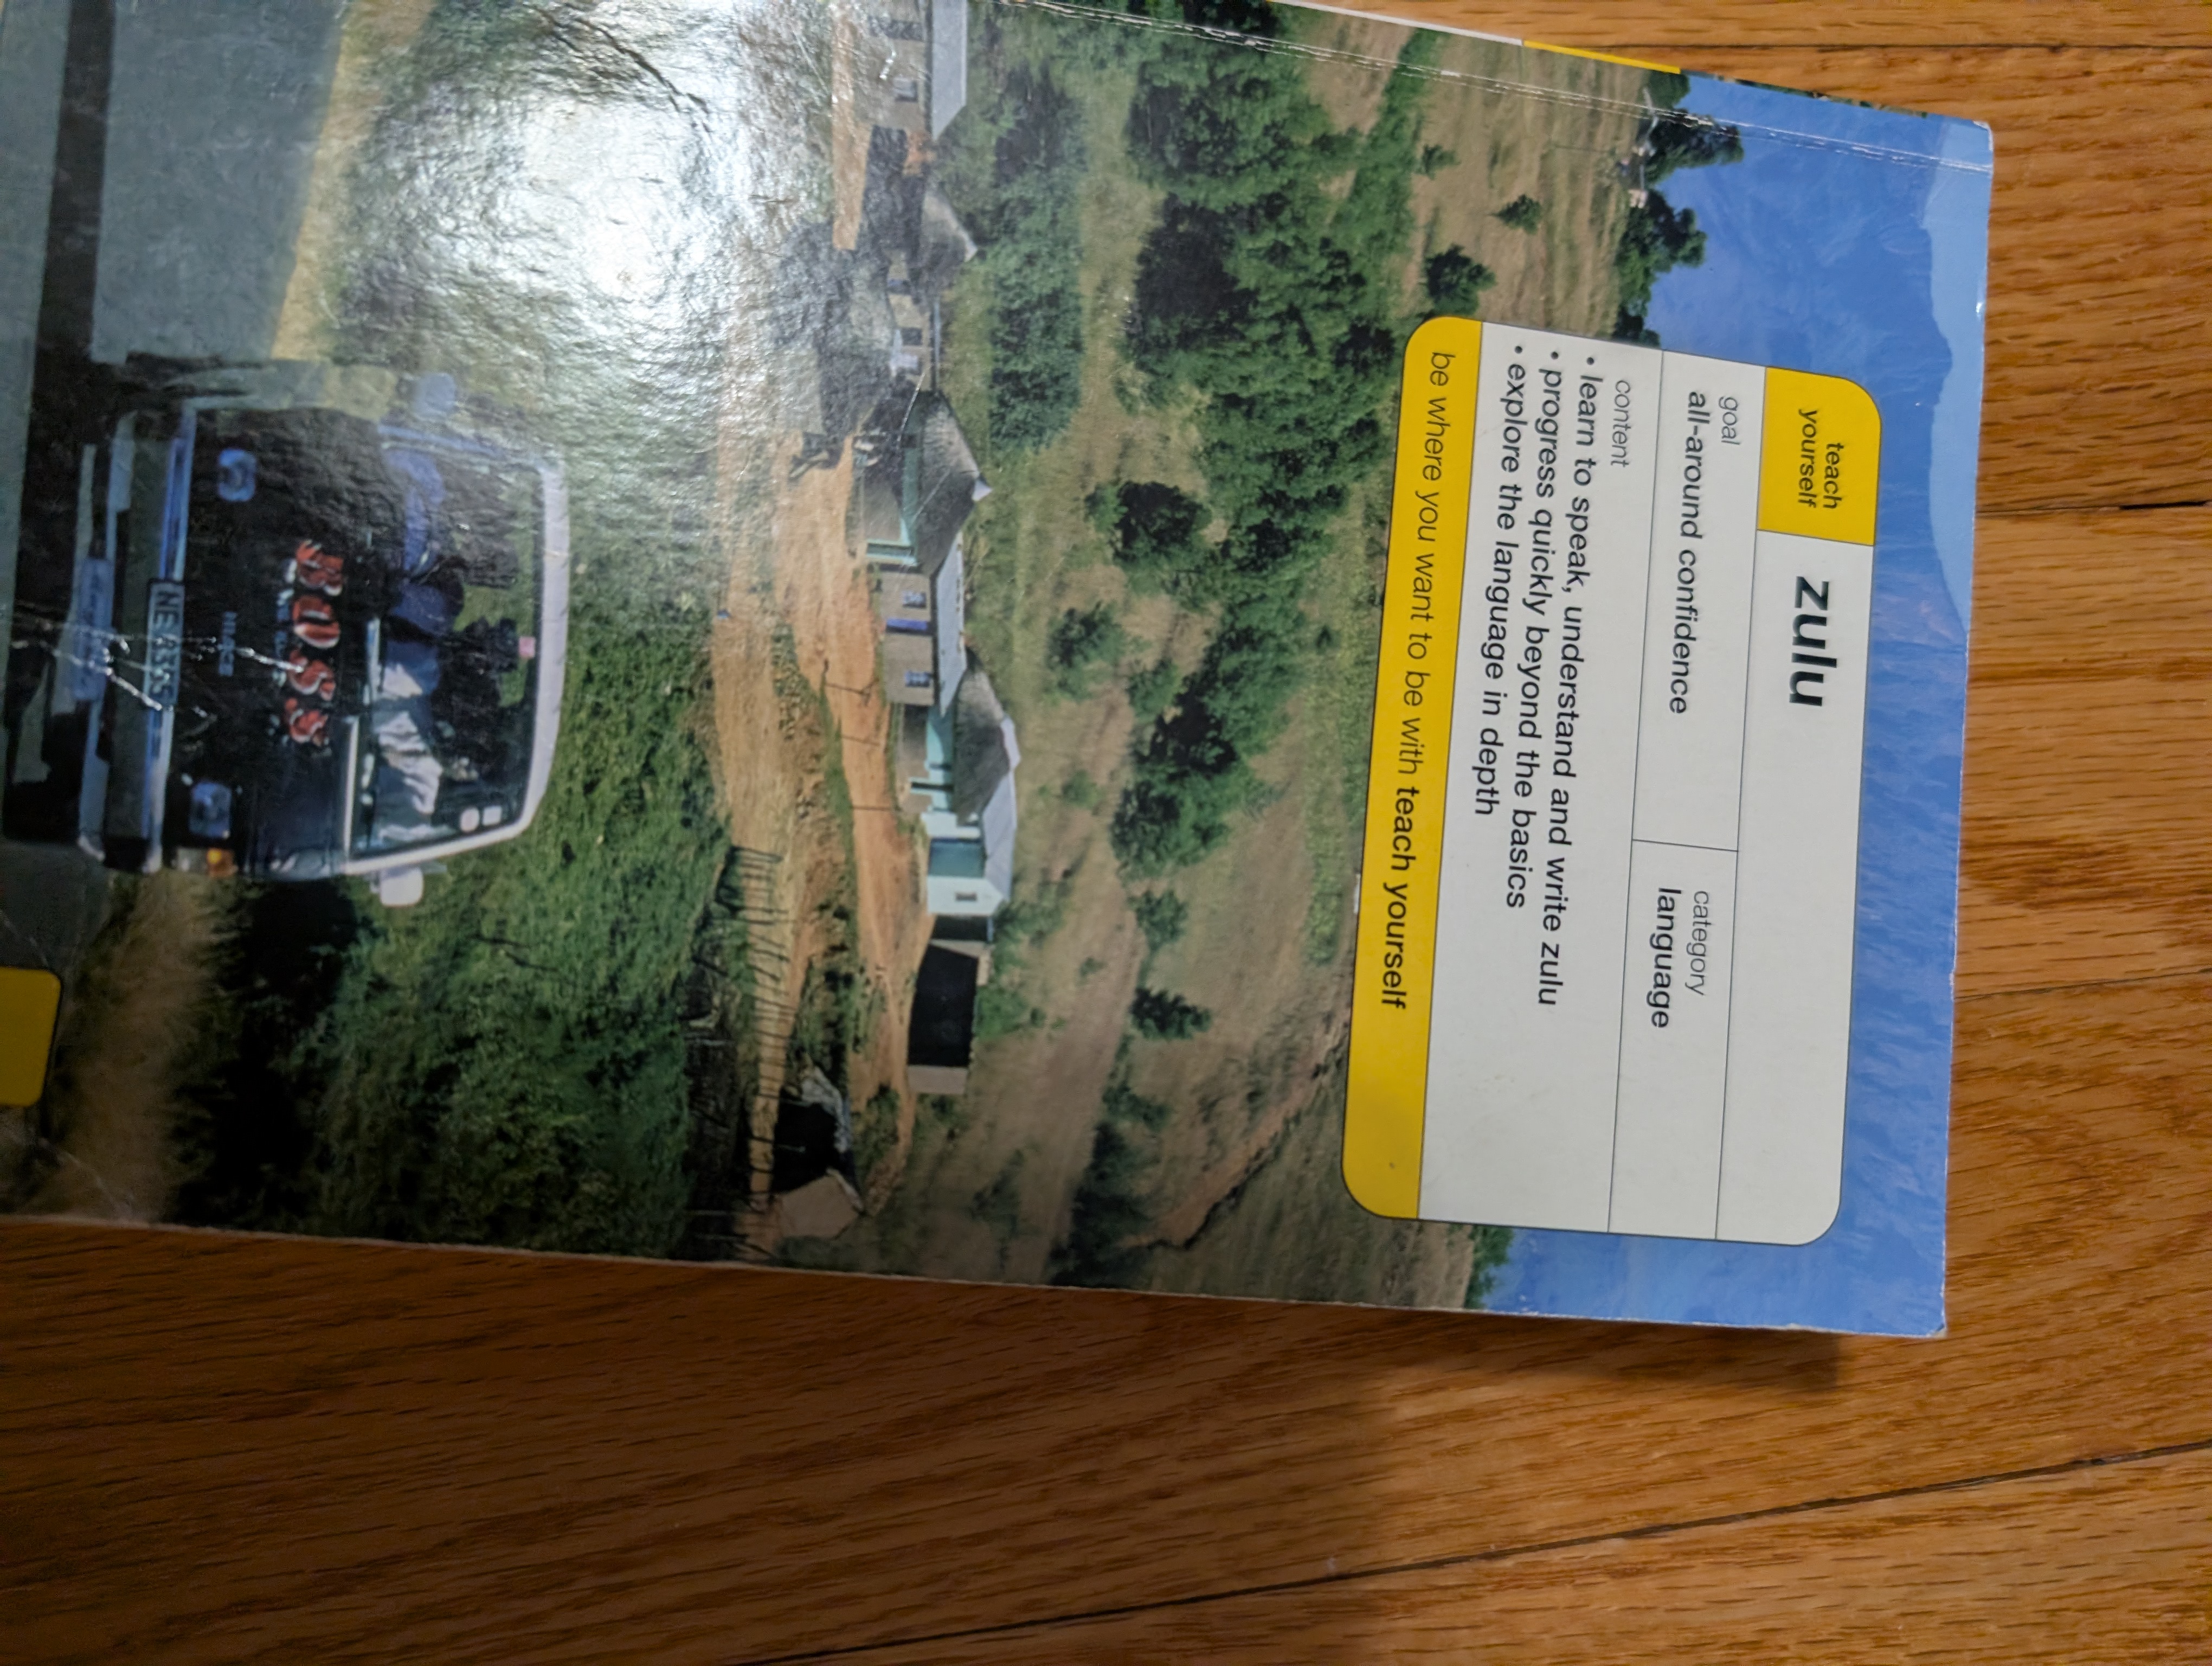 teach
yourself
zulu
goal
all-around confidence
category
language
content
• learn to speak, understand and write zulu
• progress quickly beyond the basics
• explore the language in depth
be where you want to be with teach yourself